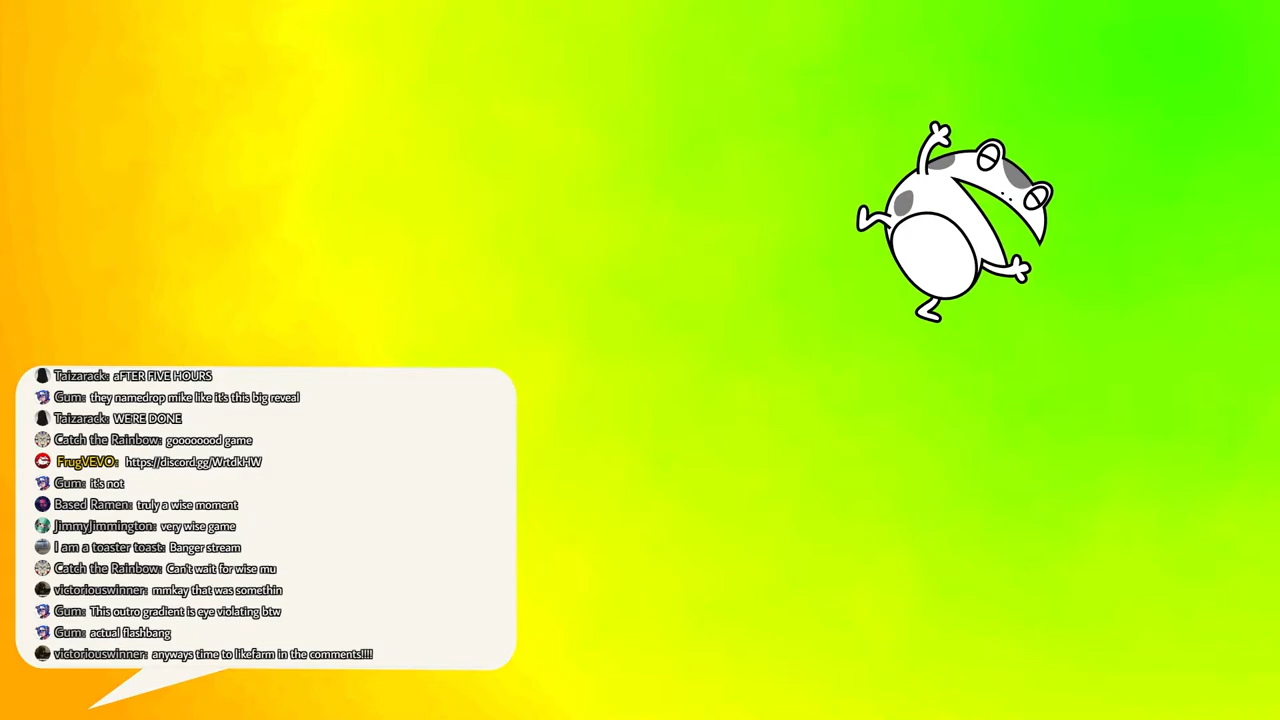 Taizarack: aFTER FIVE HOURS
Gum: they namedrop mike like it's this big reveal
Taizarack: WE'RE DONE
Catch the Rainbow: goooooood game
FrugVEVO: https://discord.gg/WrtdkHW
Gum: it's not
Based Ramen: truly a wise moment
JimmyJimmington: very wise game
I am a toaster toast: Banger stream
Catch the Rainbow: Can't wait for wise mu
victoriouswinner: mmkay that was somethin
Gum: This outro gradient is eye violating btw
Gum: actual flashbang
victoriouswinner: anyways time to likefarm in the comments!!!!